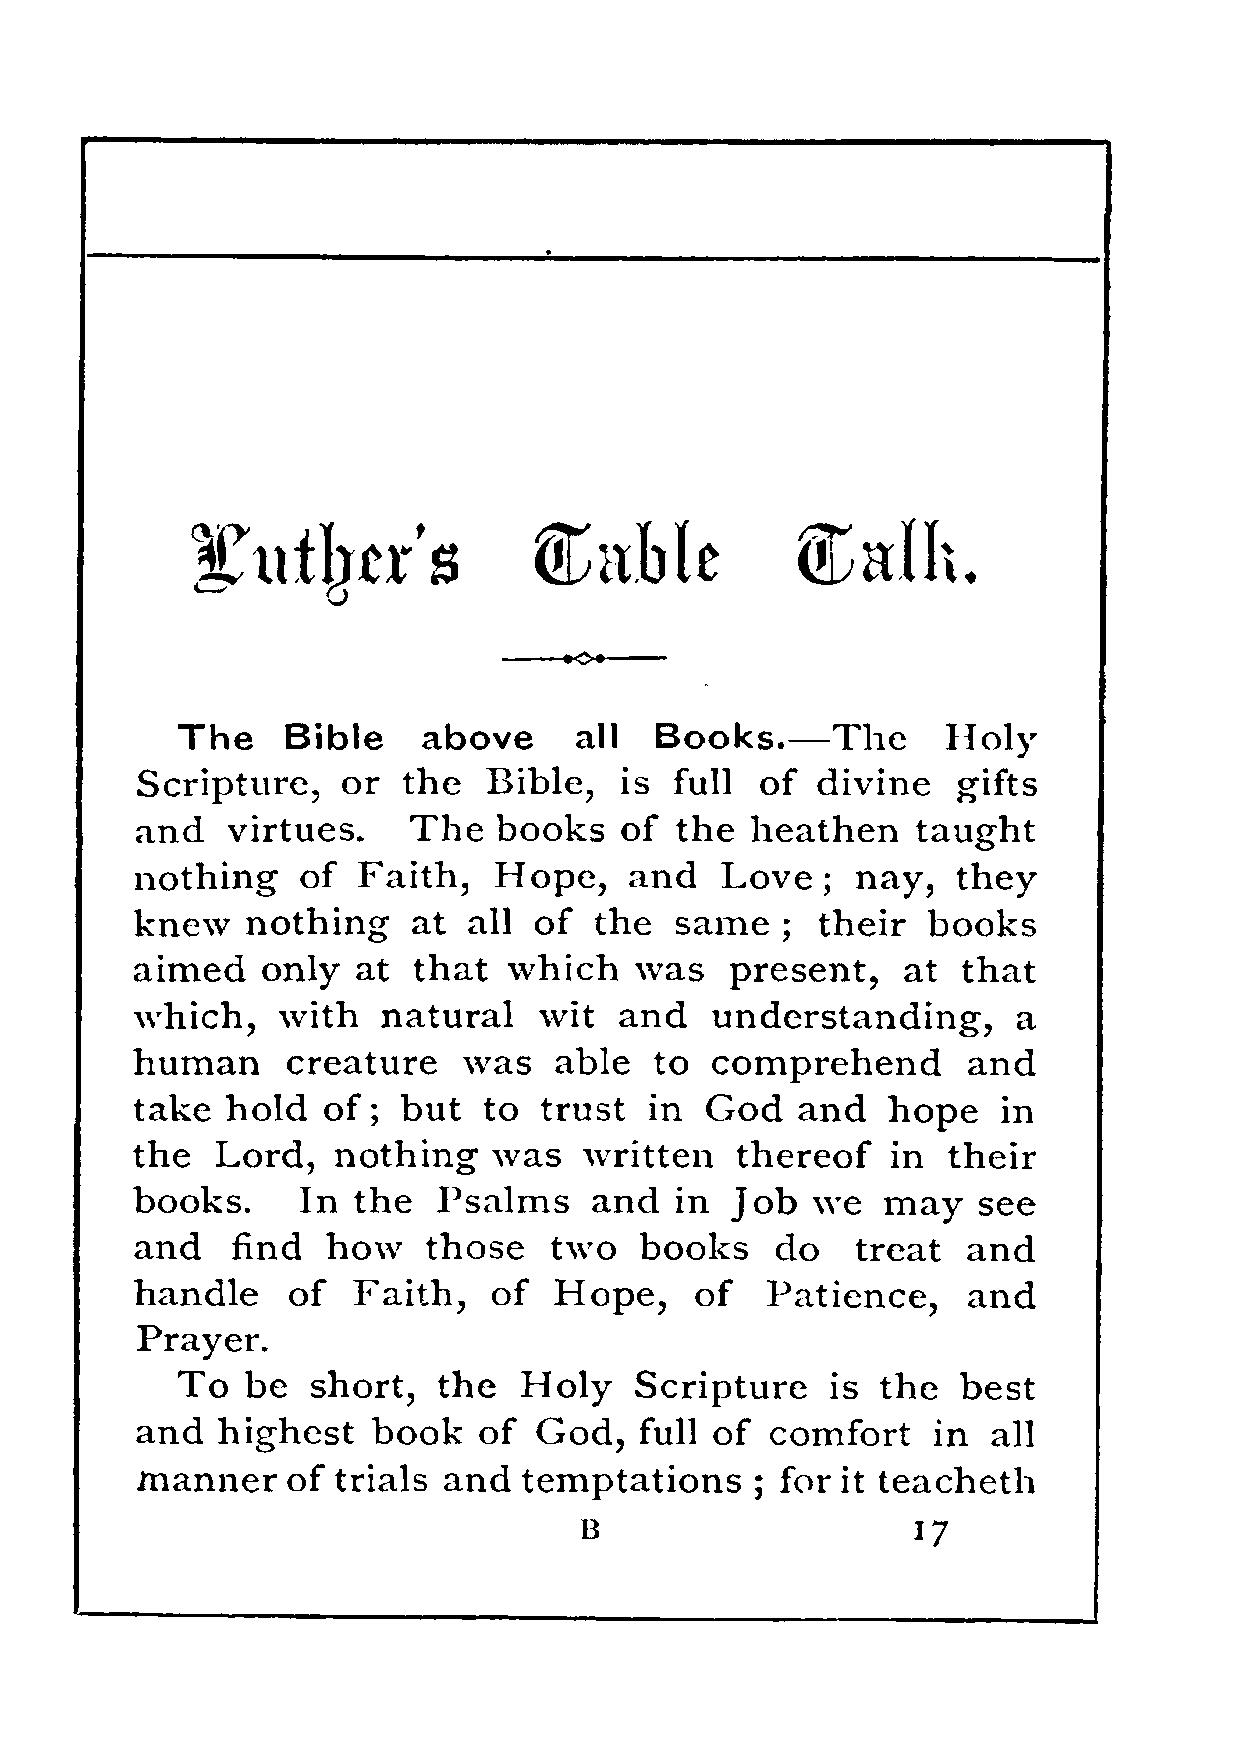 Luther's Table Talk.
The Bible above all Books.—The Holy
Scripture, or the Bible, is full of divine gifts
and virtues. The books of the heathen taught
nothing of Faith, Hope, and Love; nay, they
knew nothing at all of the same; their books
aimed only at that which was present, at that
which, with natural wit and understanding, a
human creature was able to comprehend and
take hold of; but to trust in God and hope in
the Lord, nothing was written thereof in their
books. In the Psalms and in Job we may see
and find how those two books do treat and
handle of Faith, of Hope, of Patience, and
Prayer.
To be short, the Holy Scripture is the best
and highest book of God, full of comfort in all
manner of trials and temptations; for it teacheth
B 17